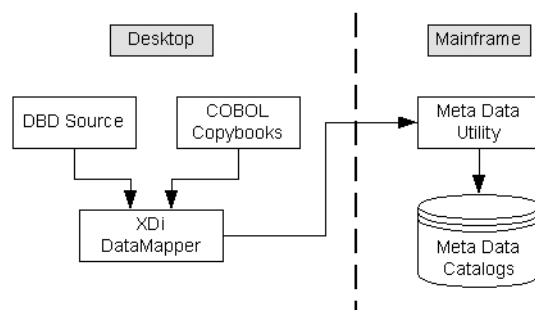 Desktop
Mainframe
DBD Source
COBOL
Copybooks
Meta Data
Utility
XDi
DataMapper
Meta Data
Catalogs